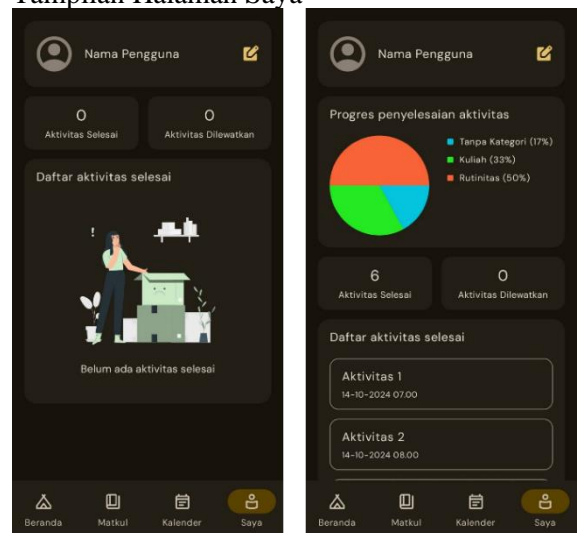 Tampilan Halaman Saya
Nama Pengguna
0
Aktivitas Selesai
0
Aktivitas Dilewatkan
Daftar aktivitas selesai
!
Belum ada aktivitas selesai
Beranda
Matkul
Kalender
Saya
Nama Pengguna
Progres penyelesaian aktivitas
Tanpa Kategori (17%)
Kuliah (33%)
Rutinitas (50%)
6
Aktivitas Selesai
0
Aktivitas Dilewatkan
Daftar aktivitas selesai
Aktivitas 1
14-10-2024 07.00
Aktivitas 2
14-10-2024 08.00
Beranda
Matkul
Kalender
Saya